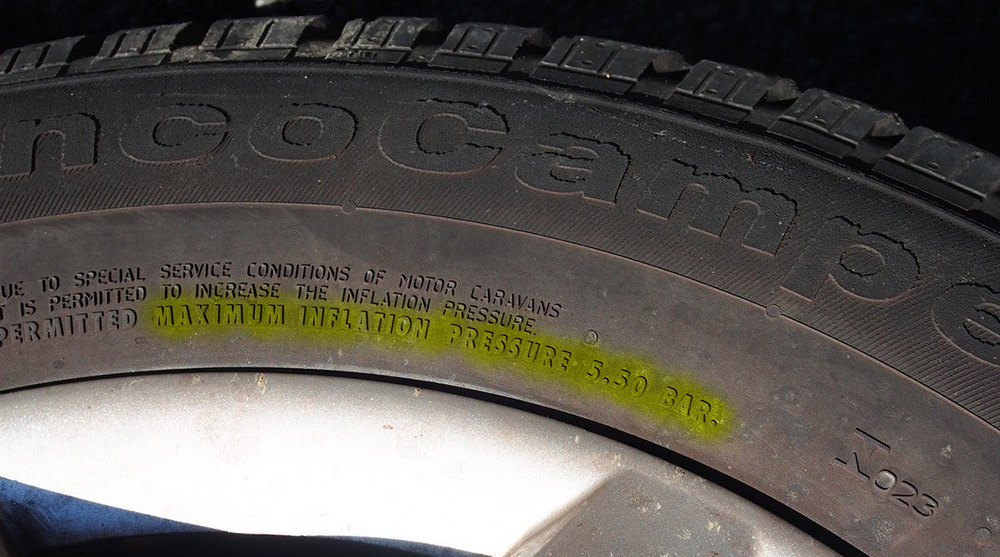 ncoCampe
UE TO SPECIAL SERVICE CONDITIONS OF MOTOR CARAVANS
T IS PERMITTED TO INCREASE THE INFLATION PRESSURE.
PERMITTED MAXIMUM INFLATION PRESSURE 5.50 BAR.
023